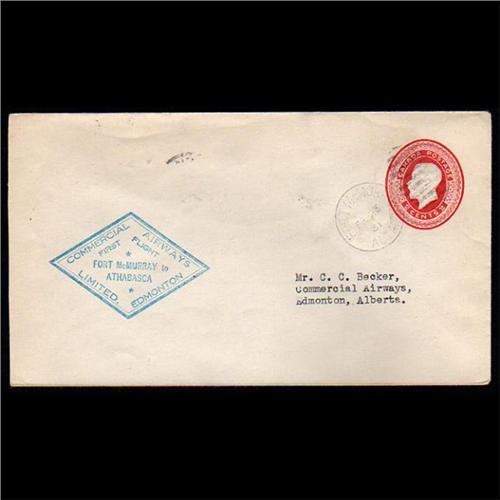 COMMERCIAL AIRWAYS
FIRST FLIGHT
FORT McMURRAY to
ATHABASCA
LIMITED. EDMONTON
CANADA POSTAGE
CENTS
Mr. C. C. Becker,
Commercial Airways,
Edmonton, Alberta.